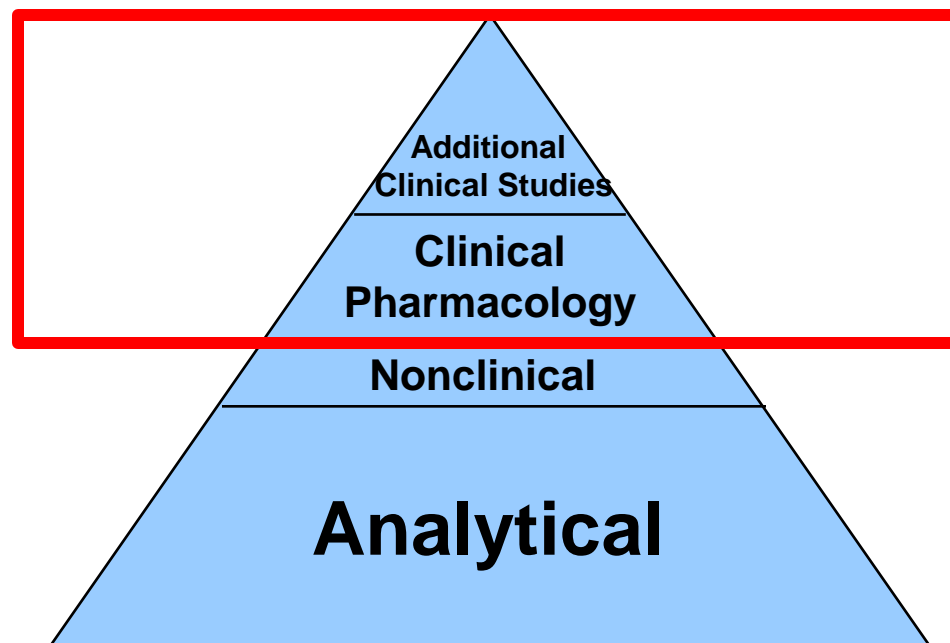 Additional
Clinical Studies
Clinical
Pharmacology
Nonclinical
Analytical